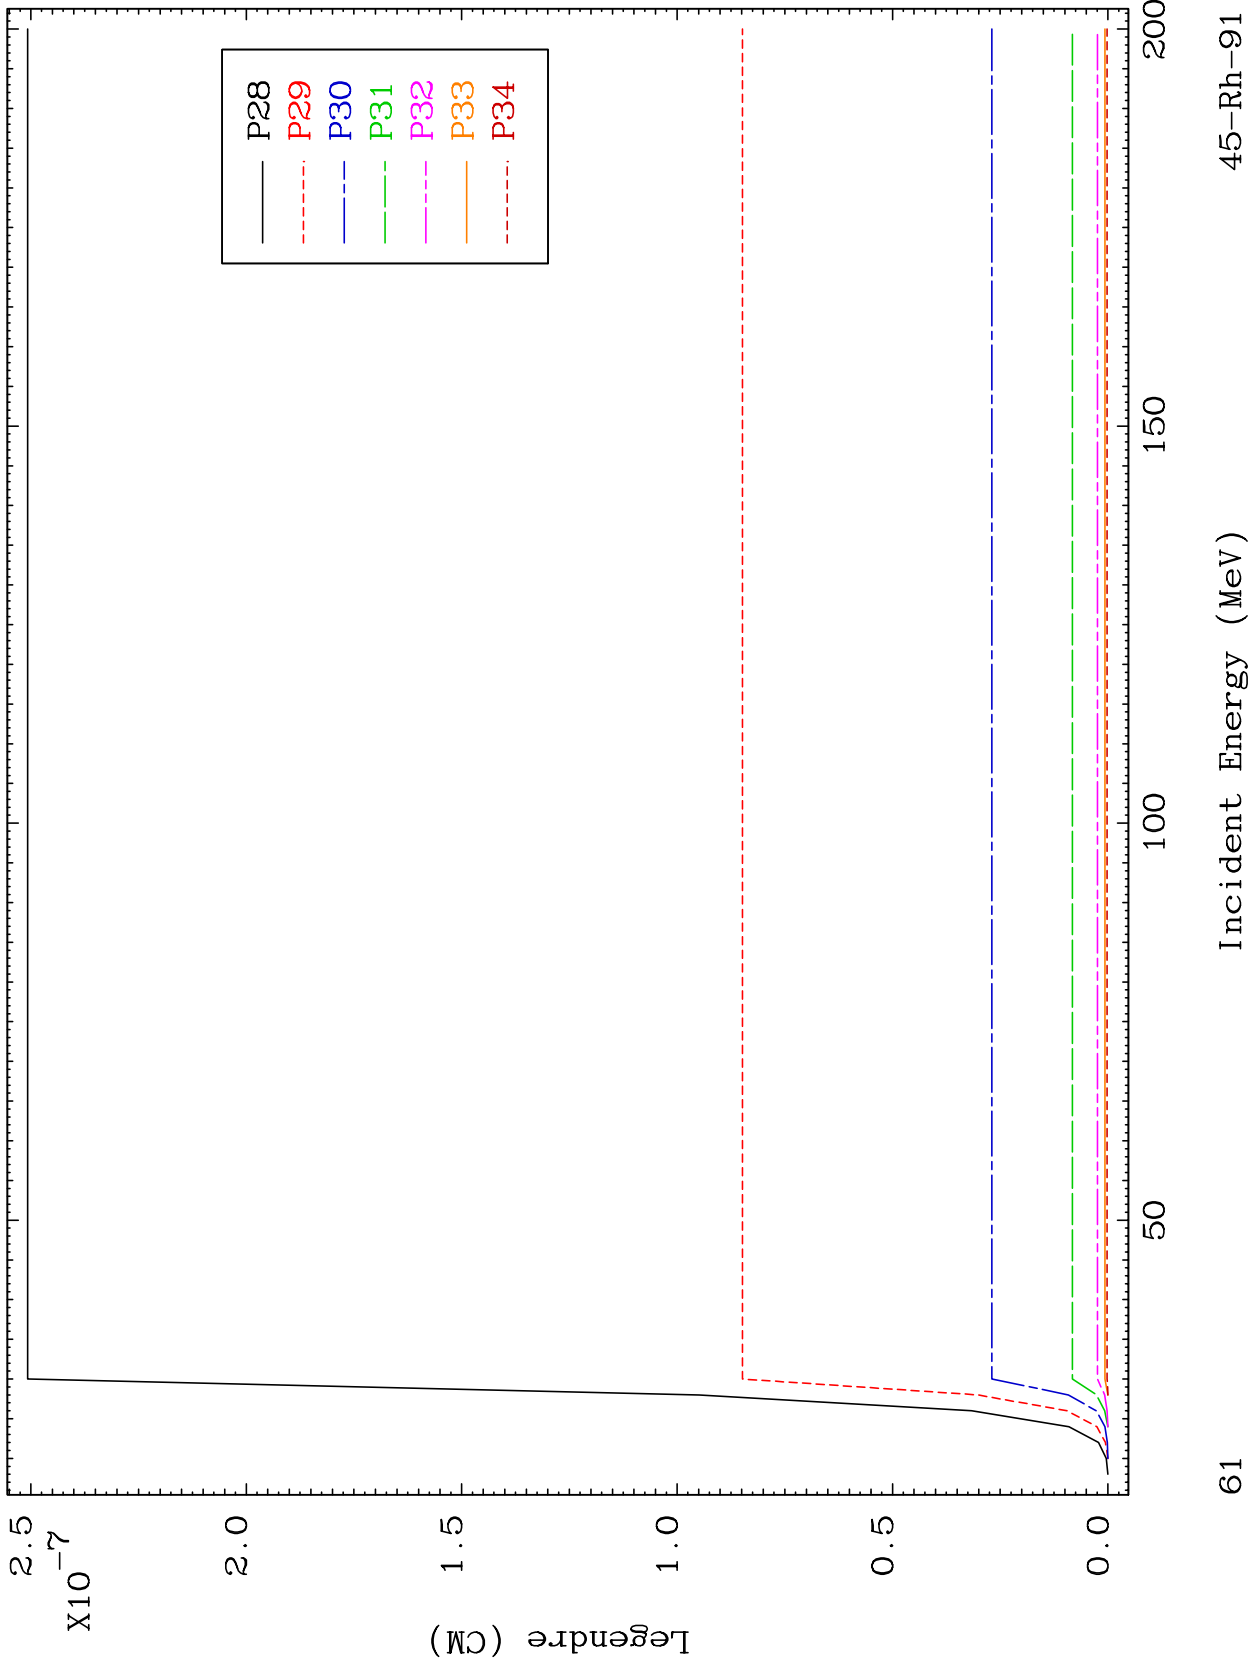 2.5
2.0
1.5
1.0
0.5
0.0
X10-7
Legendre (CM)
P28
P29
P30
P31
P32
P33
P34
50
100
150
200
Incident Energy (MeV)
61
45-Rh-91